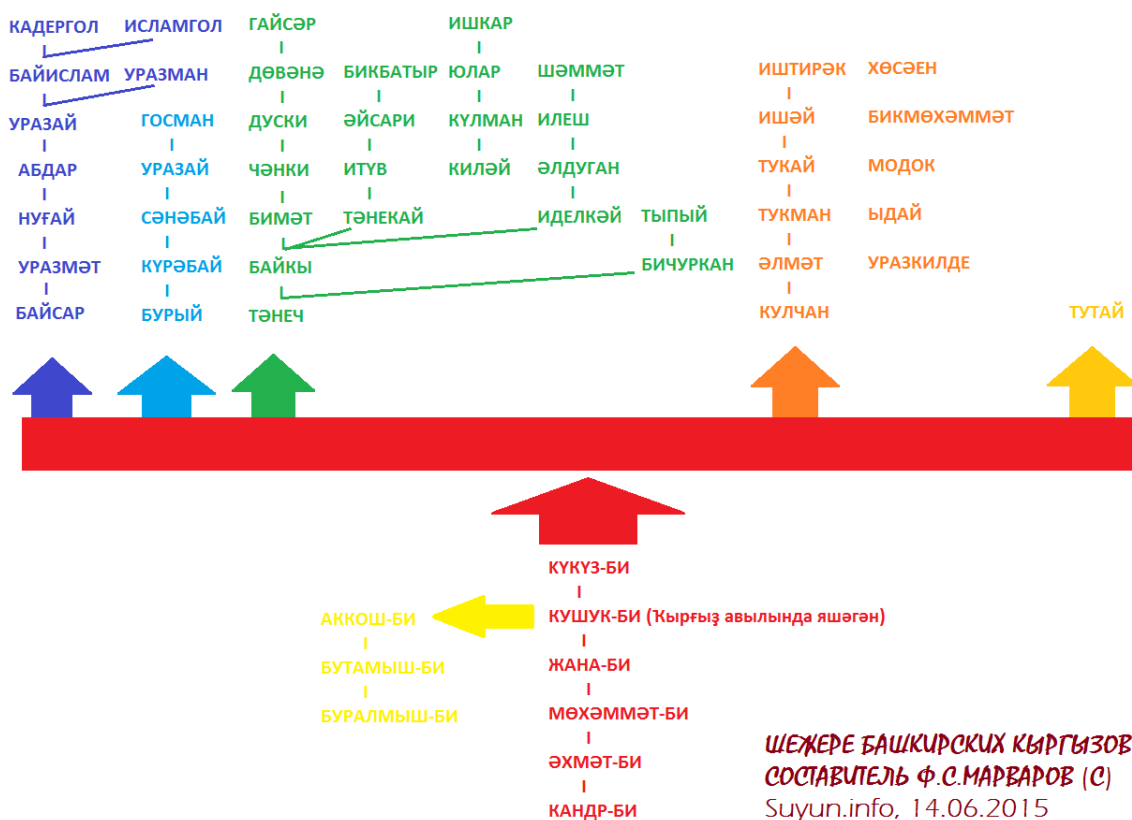 КАДЕРГОЛ ИСЛАМГОЛ ГАЙСӘР ИШКАР
БАЙИСЛАМ УРАЗМАН ДӨВӘНӘ БИКБАТЫР ЮЛАР ШӘММӘТ ИШТИРӘК ХӨСӘЕН
УРАЗАЙ ГОСМАН ДУСКИ ӘЙСАРИ КҮЛМАН ИЛЕШ ИШӘЙ БИКМӨХӘММӘТ
АБДАР УРАЗАЙ ЧӘНКИ ИТҮВ КИЛӘЙ ӘЛДУГАН ТУКАЙ МОДОК
НУҒАЙ СӘНӘБАЙ БИМӘТ ТӘНЕКАЙ ИДЕЛКӘЙ ТЫПЫЙ ТУКМАН ЫДАЙ
УРАЗМӘТ КҮРӘБАЙ БАЙКЫ БИЧУРКАН ӘЛМӘТ УРАЗКИЛДЕ
БАЙСАР БУРЫЙ ТӘНЕЧ КУЛЧАН ТУТАЙ
КҮКҮЗ-БИ
АККОШ-БИ КУШУК-БИ (Ҡырғыҙ авылында яшәгән)
БУТАМЫШ-БИ ЖАНА-БИ
БУРАЛМЫШ-БИ МӨХӘММӘТ-БИ
ӘХМӘТ-БИ
КАНДР-БИ
ШЕЖЕРЕ БАШКИРСКИХ КЫРГЫЗОВ
СОСТАВИТЕЛЬ Ф.С.МАРВАРОВ (С)
Suyun.info, 14.06.2015